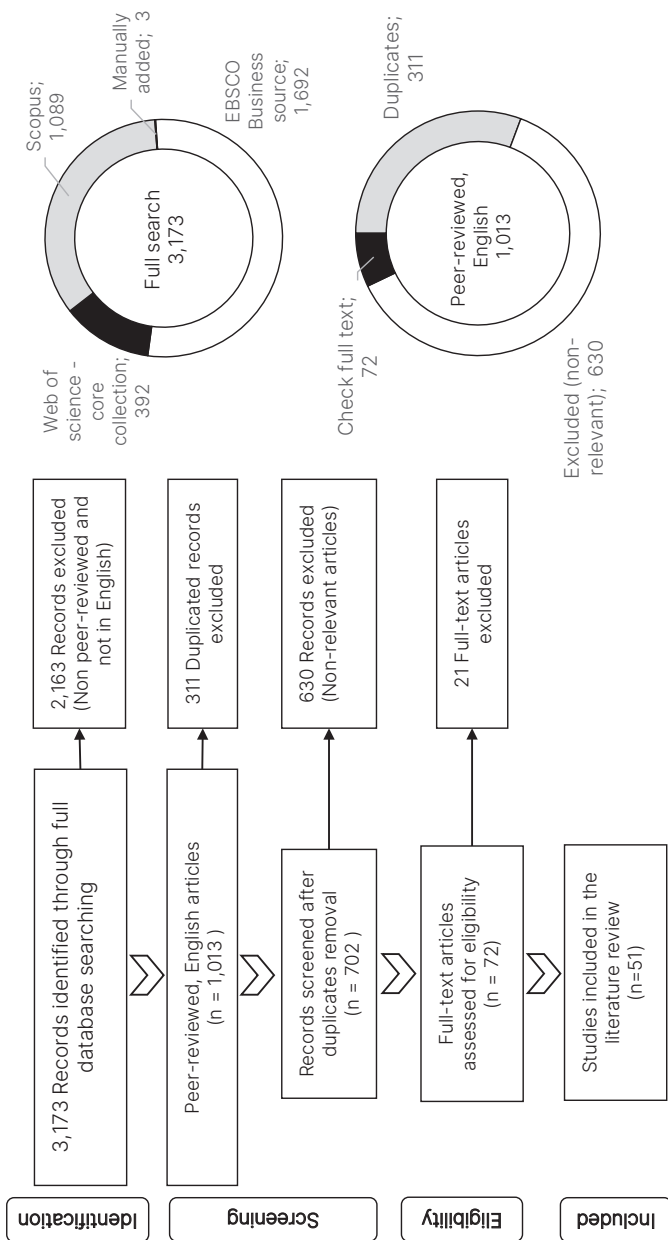 Identification
3,173 Records identified through full
database searching
2,163 Records excluded
(Non peer-reviewed and
not in English)
Screening
Peer-reviewed, English articles
(n = 1,013 )
311 Duplicated records
excluded
Records screened after
duplicates removal
(n = 702 )
630 Records excluded
(Non-relevant articles)
Eligibility
Full-text articles
assessed for eligibility
(n = 72)
21 Full-text articles
excluded
Included
Studies included in the
literature review
(n=51)
Web of
science -
core
collection;
392
Scopus;
1,089
Manually
added; 3
EBSCO
Business
source;
1,692
Full search
3,173
Check full text;
72
Duplicates;
311
Excluded (non-
relevant); 630
Peer-reviewed,
English
1,013